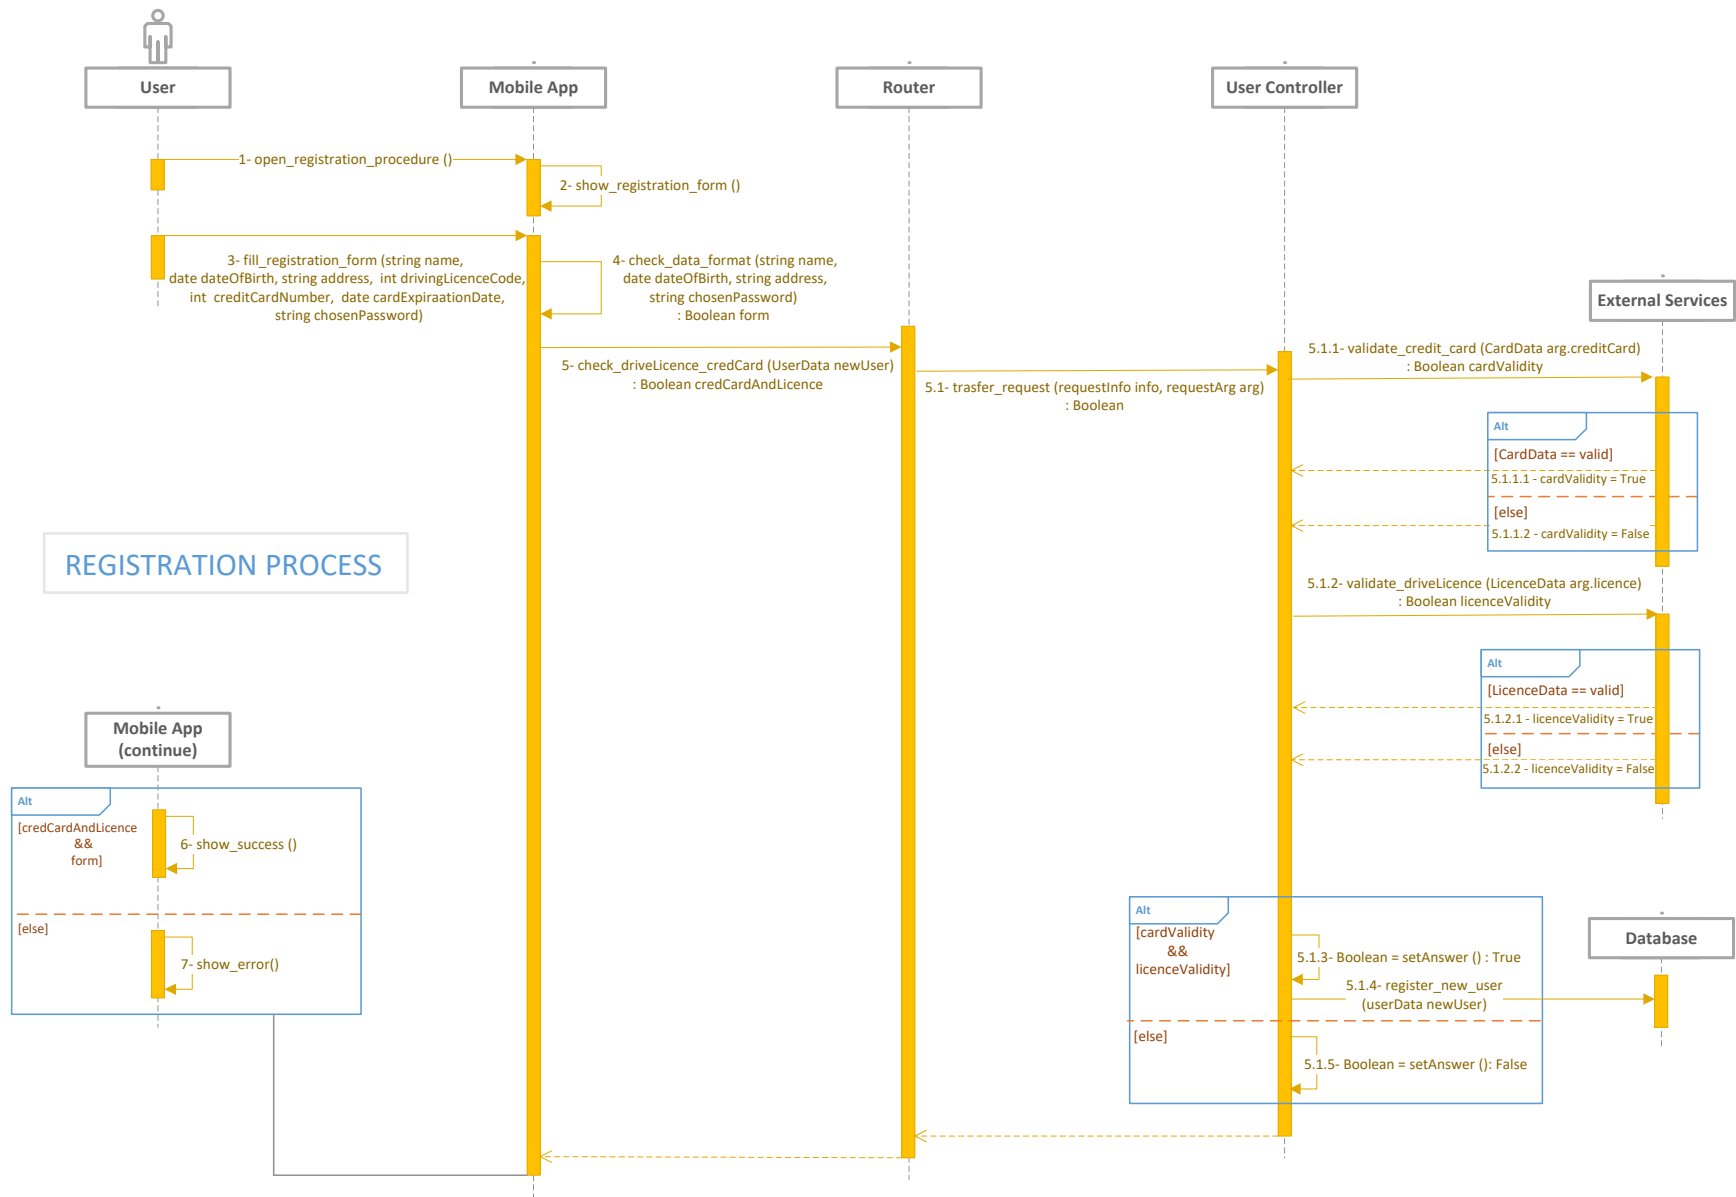 User
Mobile App
Router
User Controller
1- open_registration_procedure ()
2- show_registration_form ()
3- fill_registration_form (string name,
date dateOfBirth, string address,  int drivingLicenceCode,
int  creditCardNumber,  date cardExpiraationDate,
string chosenPassword)
4- check_data_format (string name,
date dateOfBirth, string address,
string chosenPassword)
: Boolean form
External Services
5- check_driveLicence_credCard (UserData newUser)
: Boolean credCardAndLicence
5.1- trasfer_request (requestInfo info, requestArg arg)
: Boolean
5.1.1- validate_credit_card (CardData arg.creditCard)
: Boolean cardValidity
Alt
[CardData == valid]
5.1.1.1 - cardValidity = True
[else]
5.1.1.2 - cardValidity = False
REGISTRATION PROCESS
5.1.2- validate_driveLicence (LicenceData arg.licence)
: Boolean licenceValidity
Alt
[LicenceData == valid]
5.1.2.1 - licenceValidity = True
[else]
5.1.2.2 - licenceValidity = False
Mobile App
(continue)
Alt
[credCardAndLicence
&&
form]
6- show_success ()
[else]
7- show_error()
Alt
[cardValidity
&&
licenceValidity]
5.1.3- Boolean = setAnswer () : True
5.1.4- register_new_user
(userData newUser)
Database
[else]
5.1.5- Boolean = setAnswer (): False